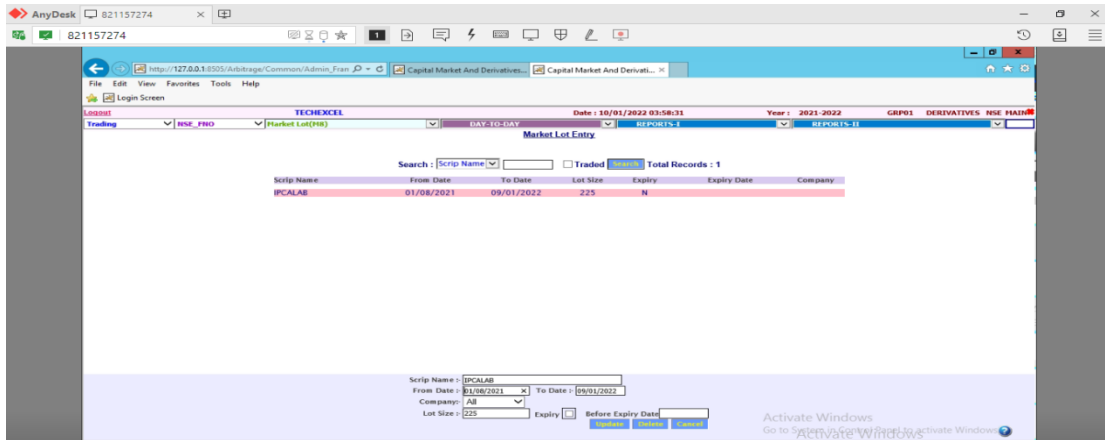 AnyDesk 821157274
821157274
http://127.0.0.1:8505/Arbitrage/Common/Admin_Fran Capital Market And Derivatives... Capital Market And Derivati...
File Edit View Favorites Tools Help
Login Screen
Logout TECHEXCEL Date : 10/01/2022 03:58:31 Year : 2021-2022 GRP01 DERIVATIVES NSE MAIN
Trading NSE_FNO Market Lot(M8) DAY-TO-DAY REPORTS-I REPORTS-II
Market Lot Entry
Search : Scrip Name Traded Search Total Records : 1
Scrip Name From Date To Date Lot Size Expiry Expiry Date Company
IPCALAB 01/08/2021 09/01/2022 225 N
Scrip Name :- IPCALAB
From Date :- 01/08/2021 To Date :- 09/01/2022
Company:- All
Lot Size :- 225 Expiry Before Expiry Date
Update Delete Cancel
Activate Windows
Go to System in Control Panel to activate Windows.
Activate Windows